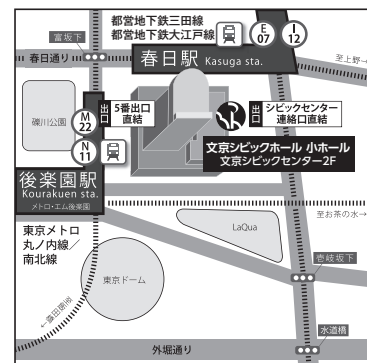 都営地下鉄三田線
都営地下鉄大江戸線
E
07
I
12
富坂下
春日通り
春日駅 Kasuga sta.
至上野→
出口
5番出口
直結
出口
シビックセンター
連絡口直結
礫川公園
M
22
N
11
文京シビックホール 小ホール
文京シビックセンター2F
後楽園駅
Kourakuen sta.
メトロ・エム後楽園
至お茶の水→
東京メトロ
丸ノ内線／
南北線
LaQua
東京ドーム
壱岐坂下
←至飯田橋
水道橋
外堀通り